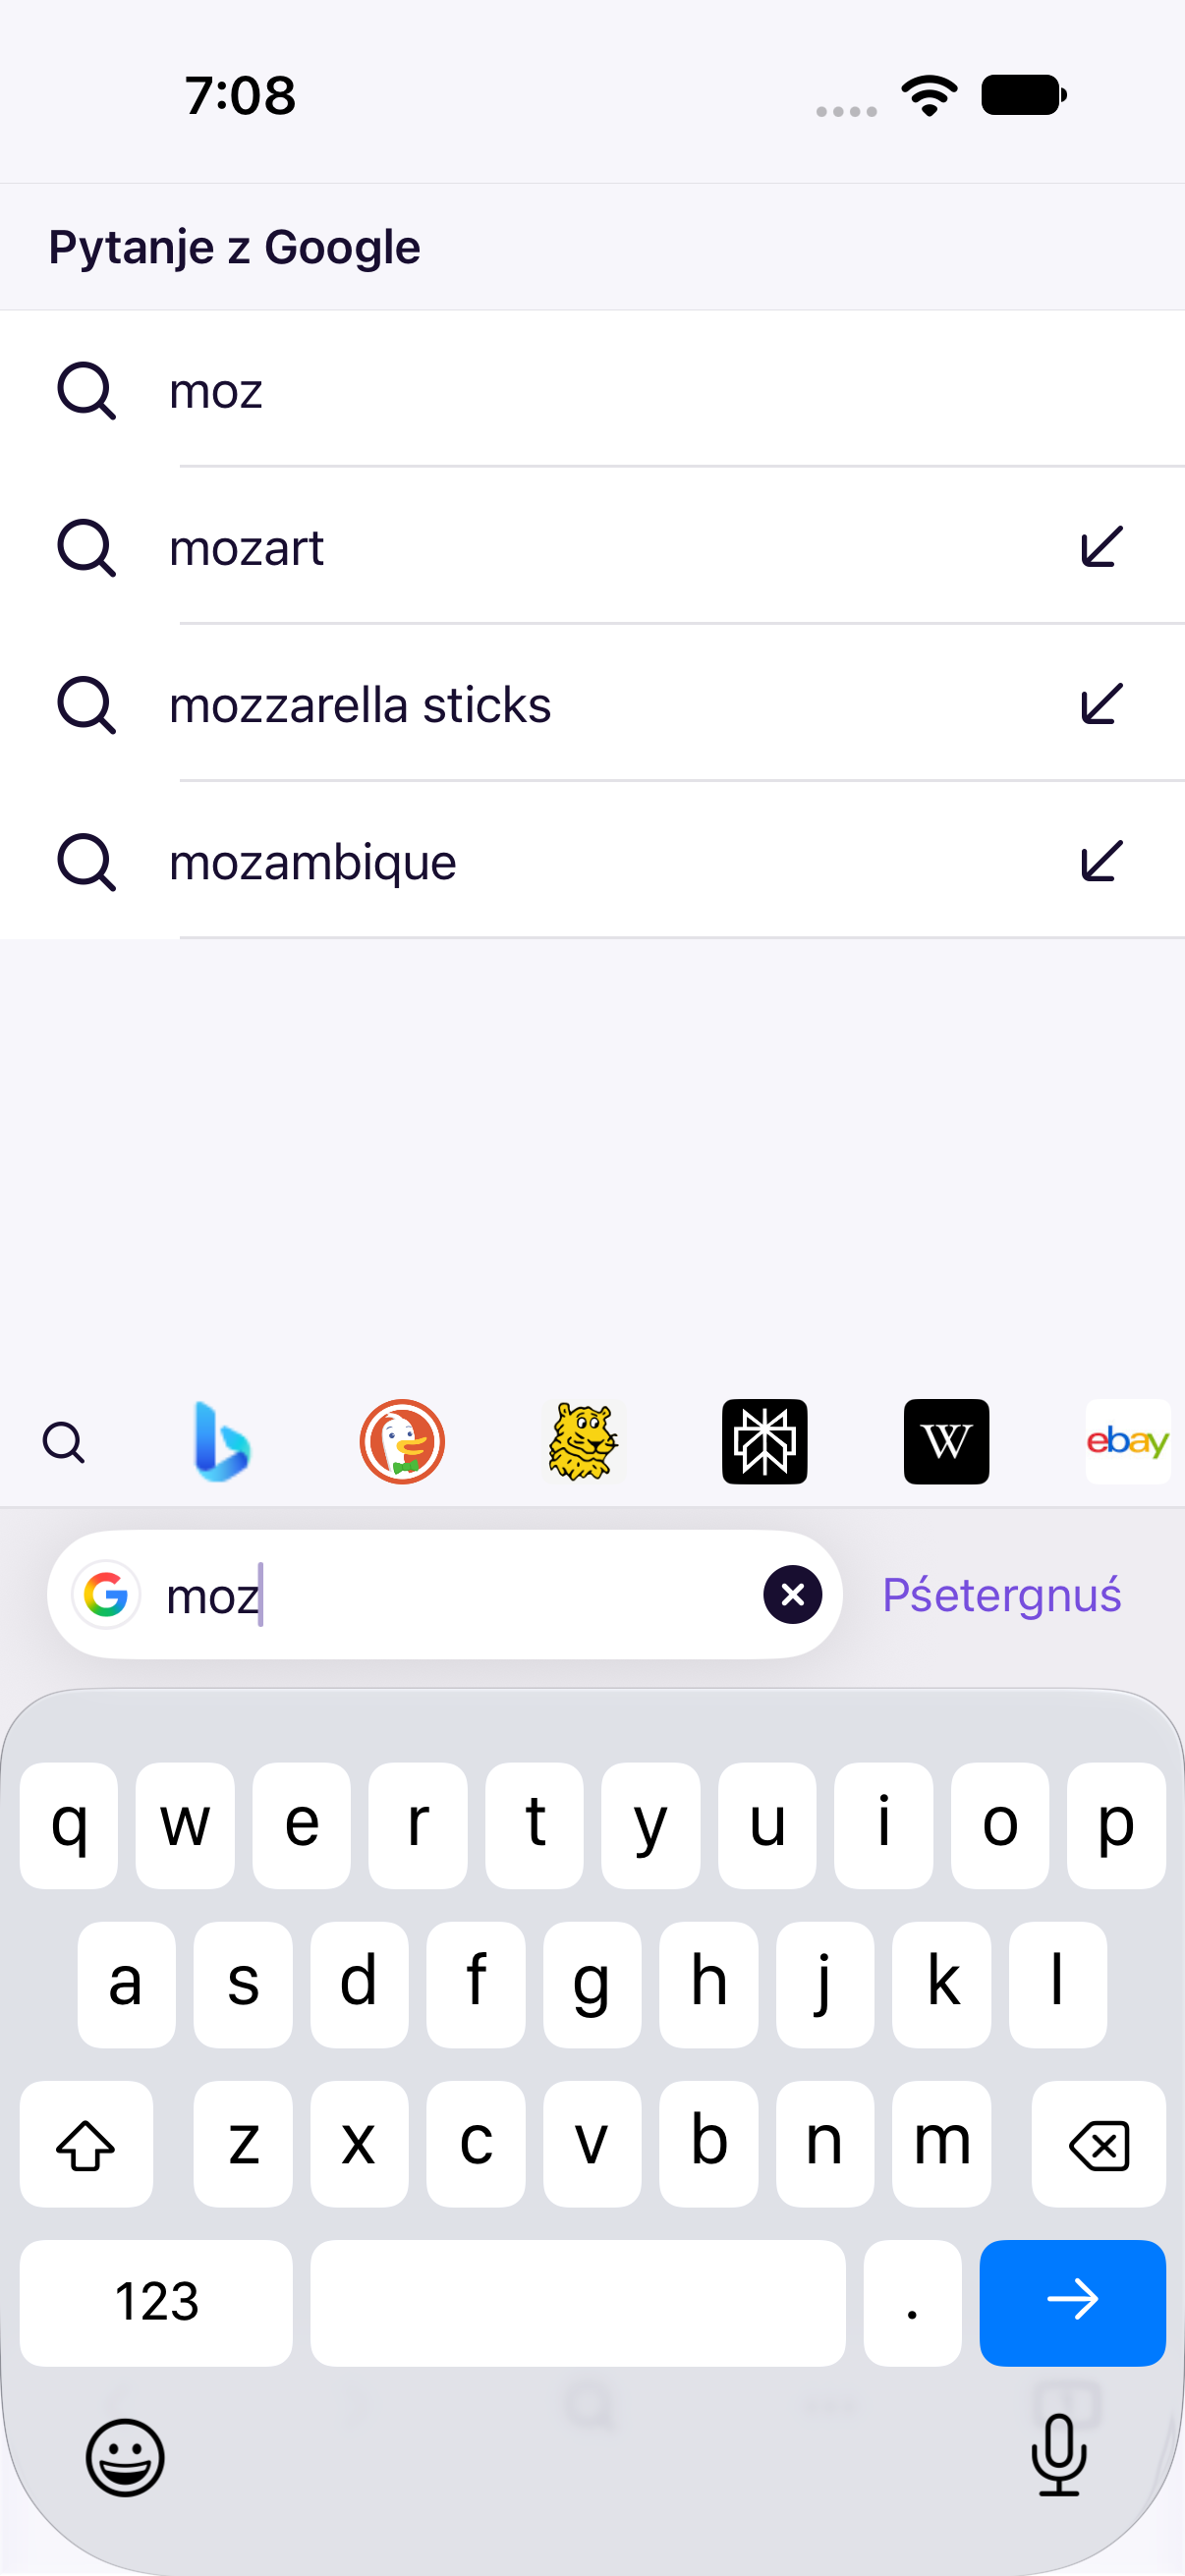 7:08
Pytanje z Google
moz
mozart
mozzarella sticks
mozambique
W
ebay
moz
Pśetergnuś
q w e r t y u i o p
a s d f g h j k l
z x c v b n m
123 .